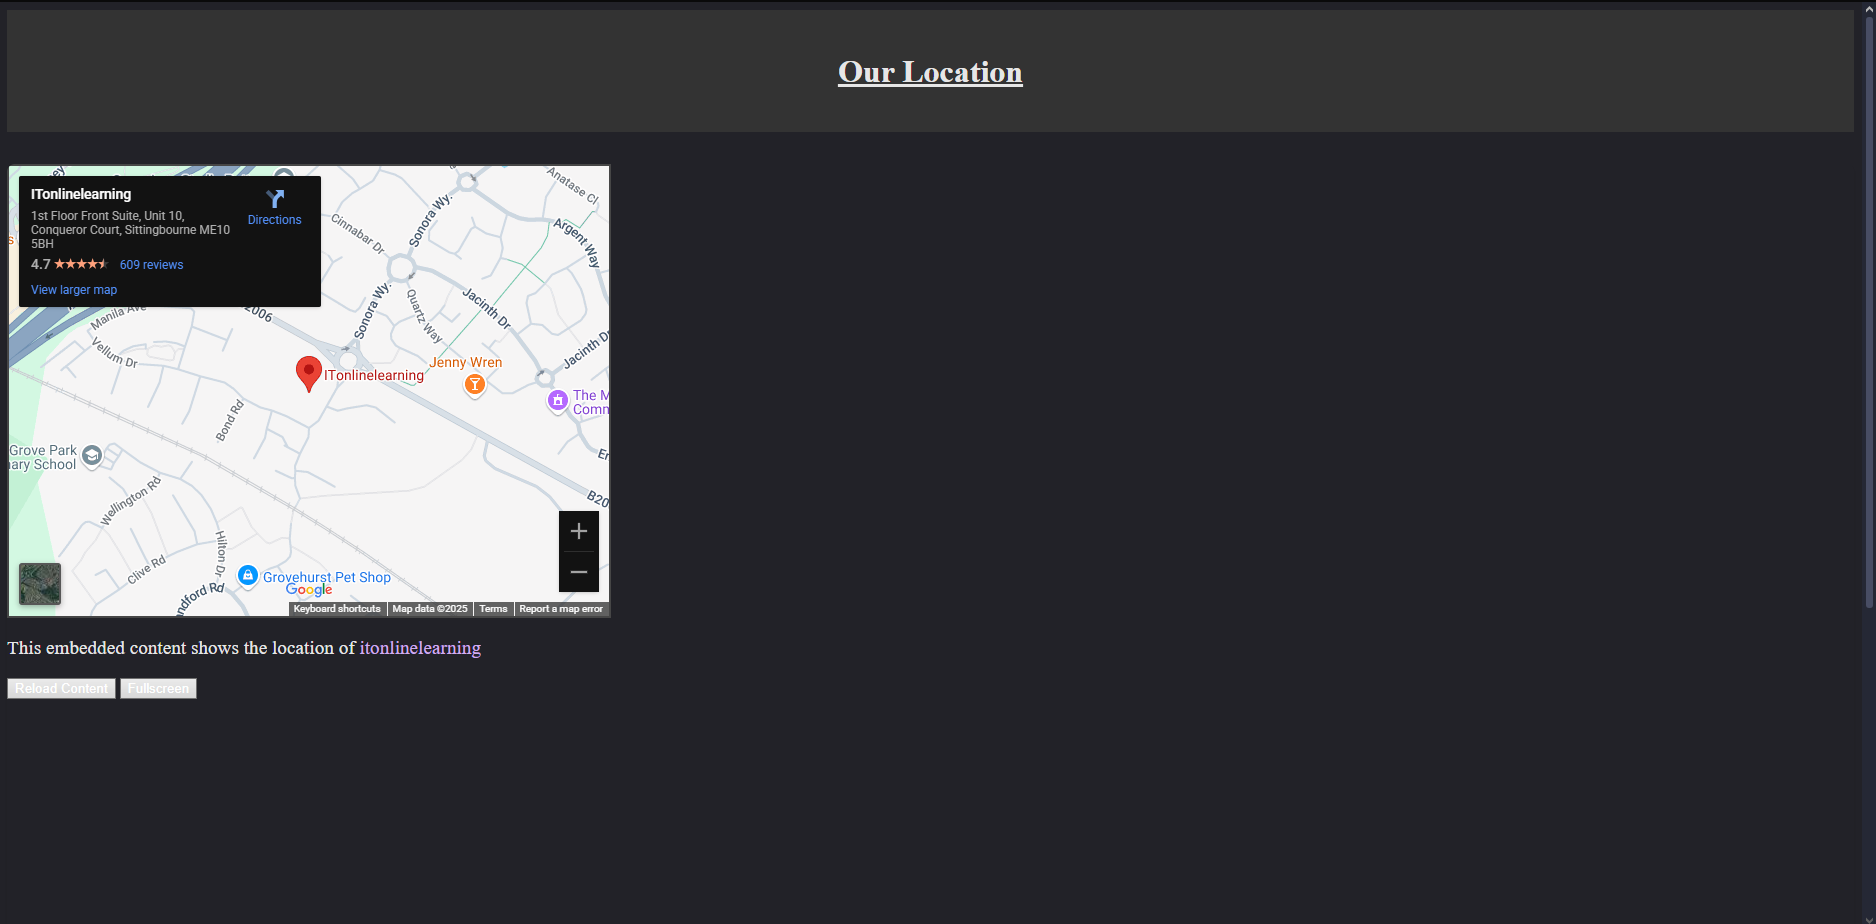 Our Location
ITonlinelearning
Directions
1st Floor Front Suite, Unit 10,
Conqueror Court, Sittingbourne ME10
5BH
4.7
609 reviews
View larger map
Anatase Cl
Sonora Wy.
Cinnabar Dr
Argent Way
Jacinth Dr
Quartz Way
Sonora Wy.
Manila Ave
Vellum Dr
Jacinth D
Jenny Wren
ITonlinelearning
The M
Comm
Bond Rd
Grove Park
ary School
Wellington Rd
B20
Hilton Dr
Clive Rd
Grovehurst Pet Shop
Google
andford Rd
Keyboard shortcuts
Map data ©2025
Terms
Report a map error
This embedded content shows the location of itonlinelearning
Reload Content
Fullscreen